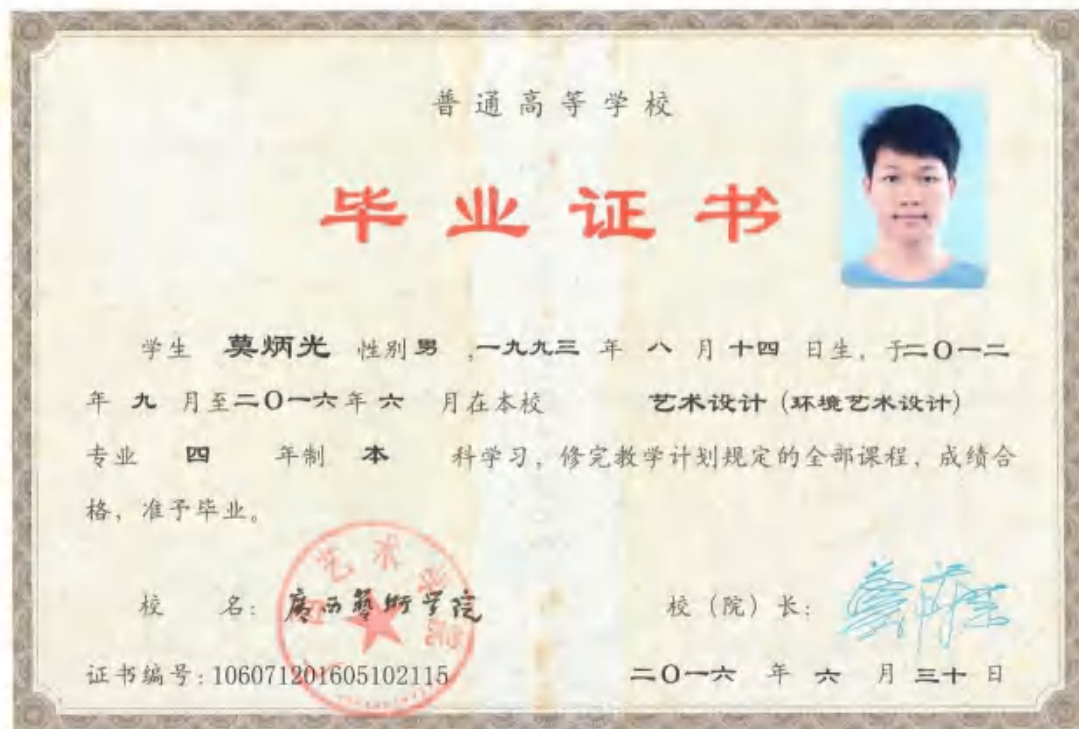 普通高等学校
毕业证书
学生 莫炳光 性别 男 ,一九九三 年 八 月 十四 日生, 于二〇一二
年 九 月至二〇一六年 六 月在本校 艺术设计 (环境艺术设计)
专业 四 年制 本 科学习, 修完教学计划规定的全部课程, 成绩合
格, 准予毕业。
校 名: 廣西藝術学院
校 (院) 长:
证书编号: 106071201605102115
二〇一六 年 六 月 三十 日